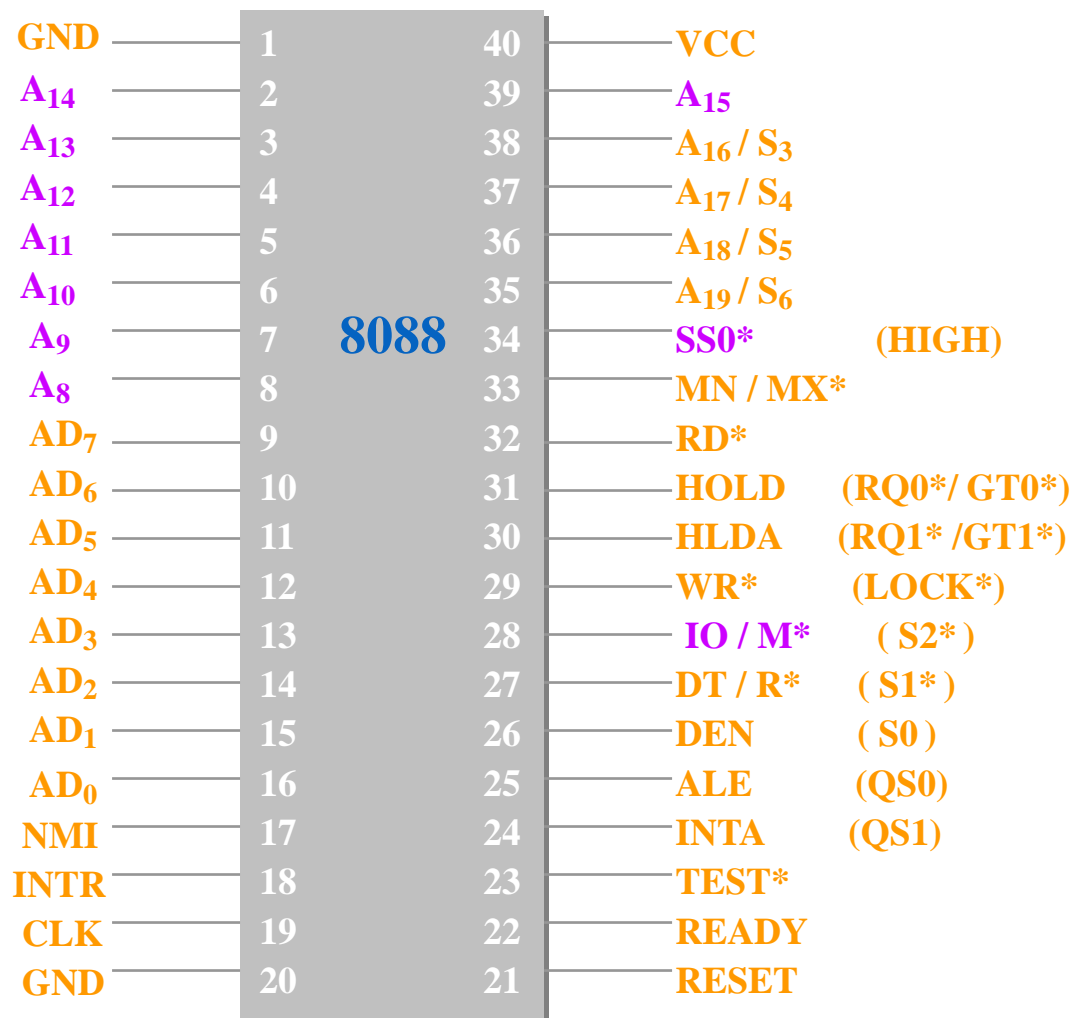 GND 1 40 VCC
A14 2 39 A15
A13 3 38 A16 / S3
A12 4 37 A17 / S4
A11 5 36 A18 / S5
A10 6 35 A19 / S6
A9 7 8088 34 SS0* (HIGH)
A8 8 33 MN / MX*
AD7 9 32 RD*
AD6 10 31 HOLD (RQ0*/ GT0*)
AD5 11 30 HLDA (RQ1* /GT1*)
AD4 12 29 WR* (LOCK*)
AD3 13 28 IO / M* ( S2* )
AD2 14 27 DT / R* ( S1* )
AD1 15 26 DEN ( S0 )
AD0 16 25 ALE (QS0)
NMI 17 24 INTA (QS1)
INTR 18 23 TEST*
CLK 19 22 READY
GND 20 21 RESET